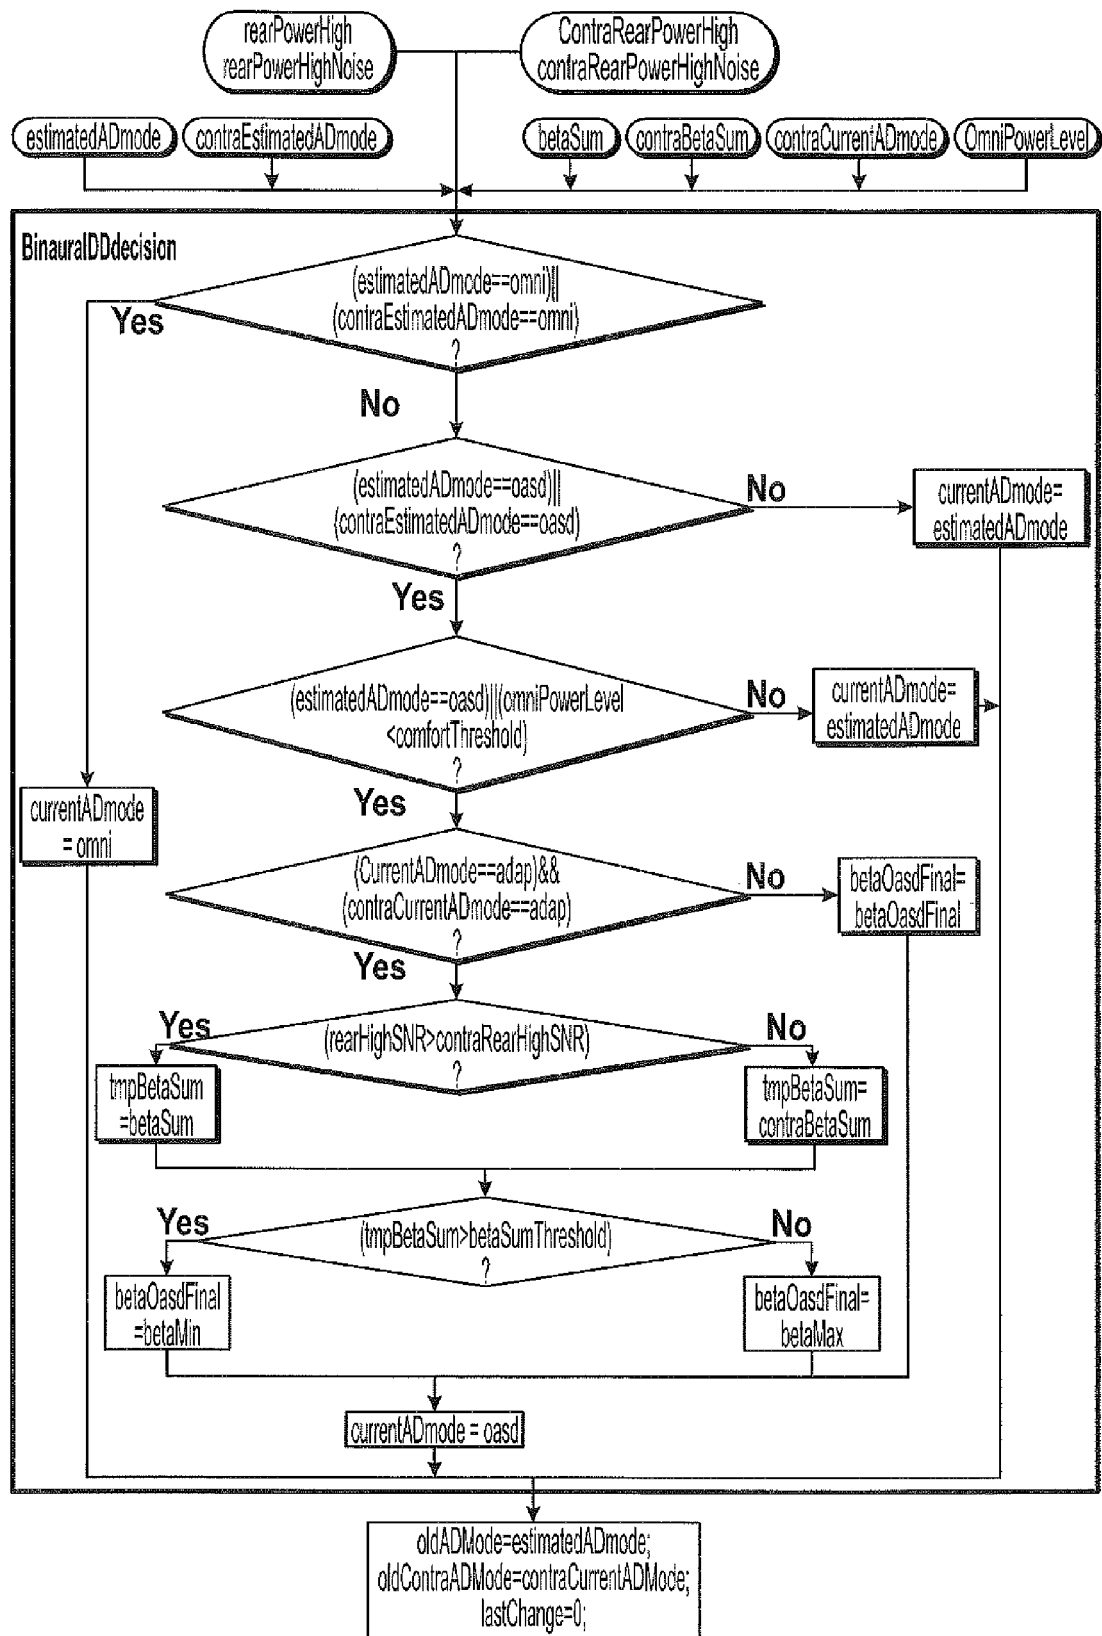 rearPowerHigh
rearPowerHighNoise
ContraRearPowerHigh
contraRearPowerHighNoise
estimatedADmode
contraEstimatedADmode
betaSum
contraBetaSum
contraCurrentADmode
OmniPowerLevel
BinauralDDdecision
(estimatedADmode==omni)||
(contraEstimatedADmode==omni)
?
Yes
No
(estimatedADmode==oasd)||
(contraEstimatedADmode==oasd)
?
No
currentADmode=
estimatedADmode
Yes
(estimatedADmode==oasd)||(omniPowerLevel
<comfortThreshold)
?
No
currentADmode=
estimatedADmode
Yes
currentADmode
= omni
(CurrentADmode==adap)&&
(contraCurrentADmode==adap)
?
No
betaOasdFinal=
betaOasdFinal
Yes
(rearHighSNR>contraRearHighSNR)
?
Yes
No
tmpBetaSum
=betaSum
tmpBetaSum=
contraBetaSum
(tmpBetaSum>betaSumThreshold)
?
Yes
No
betaOasdFinal
=betaMin
betaOasdFinal=
betaMax
currentADmode = oasd
oldADMode=estimatedADmode;
oldContraADMode=contraCurrentADMode;
lastChange=0;